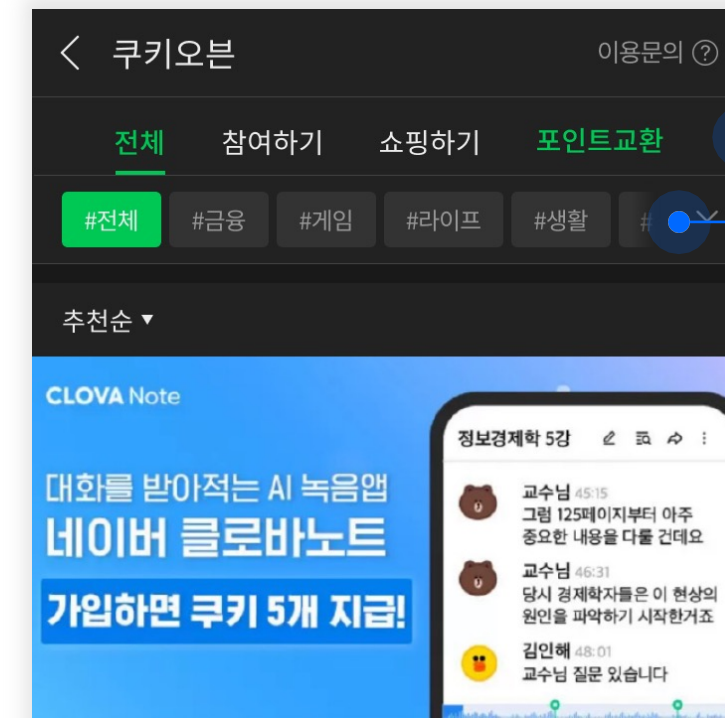 쿠키오븐
이용문의 ?
전체 참여하기 쇼핑하기 포인트교환
#전체 #금융 #게임 #라이프 #생활 #
추천순 ▼
CLOVA Note
대화를 받아적는 AI 녹음앱
네이버 클로바노트
가입하면 쿠키 5개 지급!
정보경제학 5강
교수님 45:15
그럼 125페이지부터 아주
중요한 내용을 다룰 건데요
교수님 46:31
당시 경제학자들은 이 현상의
원인을 파악하기 시작한거죠
김인해 48:01
교수님 질문 있습니다